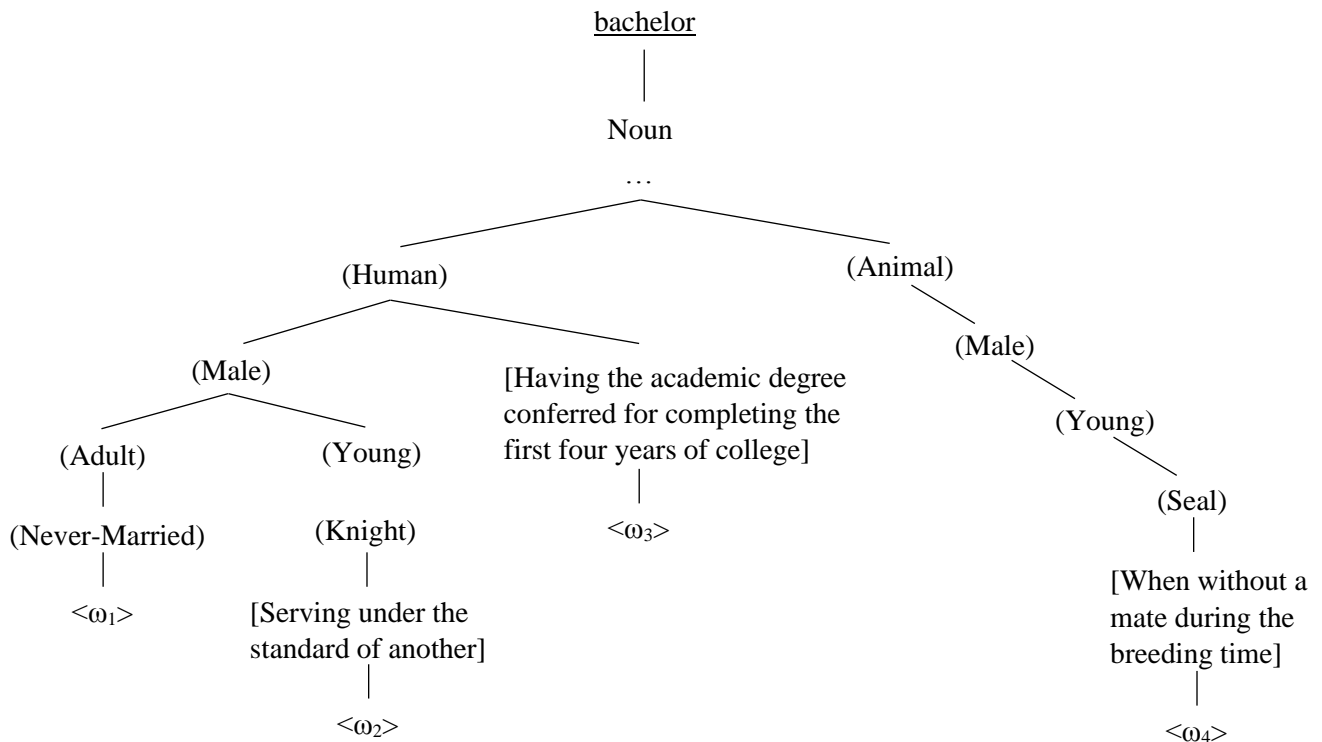 bachelor
Noun
…
(Human)
(Animal)
(Male)
(Male)
[Having the academic degree
conferred for completing the
first four years of college]
(Young)
(Adult)
(Young)
(Seal)
(Never-Married)
(Knight)
<ω₃>
[When without a
mate during the
breeding time]
<ω₁>
[Serving under the
standard of another]
<ω₂>
<ω₄>